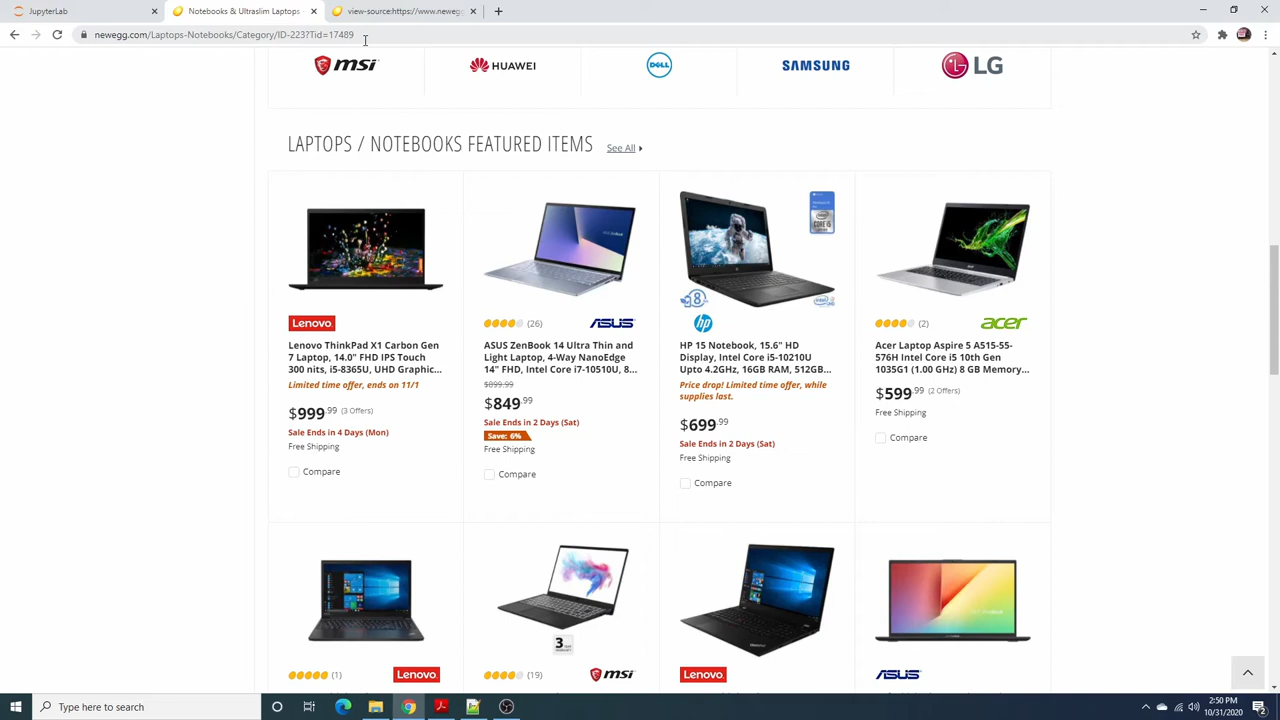 JupyterLab
Notebooks & Ultraslim Laptops
view-source:https://www.neweg
newegg.com/Laptops-Notebooks/Category/ID-223?Tid=17489
msi
HUAWEI
DELL
SAMSUNG
LG
LAPTOPS / NOTEBOOKS FEATURED ITEMS
See All
Lenovo
Lenovo ThinkPad X1 Carbon Gen
7 Laptop, 14.0" FHD IPS Touch
300 nits, i5-8365U, UHD Graphic...
Limited time offer, ends on 11/1
$999.99 (3 Offers)
Sale Ends in 4 Days (Mon)
Free Shipping
Compare
(26)
ASUS
ASUS ZenBook 14 Ultra Thin and
Light Laptop, 4-Way NanoEdge
14" FHD, Intel Core i7-10510U, 8...
$899.99
$849.99
Sale Ends in 2 Days (Sat)
Save: 6%
Free Shipping
Compare
8
hp
HP 15 Notebook, 15.6" HD
Display, Intel Core i5-10210U
Upto 4.2GHz, 16GB RAM, 512GB...
Price drop! Limited time offer, while
supplies last.
$699.99
Sale Ends in 2 Days (Sat)
Free Shipping
Compare
(2)
acer
Acer Laptop Aspire 5 A515-55-
576H Intel Core i5 10th Gen
1035G1 (1.00 GHz) 8 GB Memory...
$599.99 (2 Offers)
Free Shipping
Compare
(1)
Lenovo
3
(19)
msi
Lenovo
ASUS
Type here to search
2:50 PM
10/31/2020
2